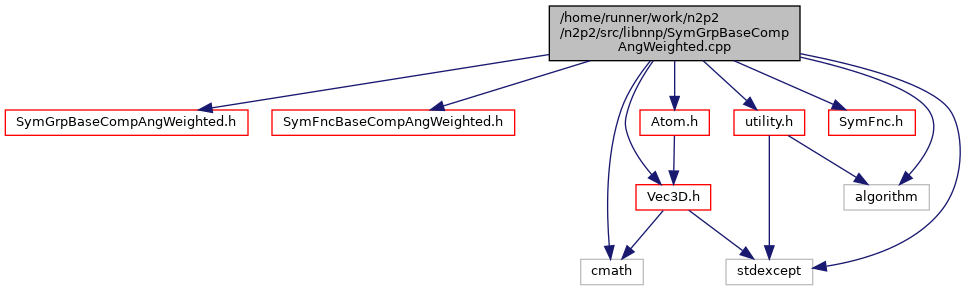 /home/runner/work/n2p2
/n2p2/src/libnnp/SymGrpBaseComp
AngWeighted.cpp
SymGrpBaseCompAngWeighted.h
SymFncBaseCompAngWeighted.h
Atom.h
utility.h
SymFnc.h
Vec3D.h
algorithm
cmath
stdexcept